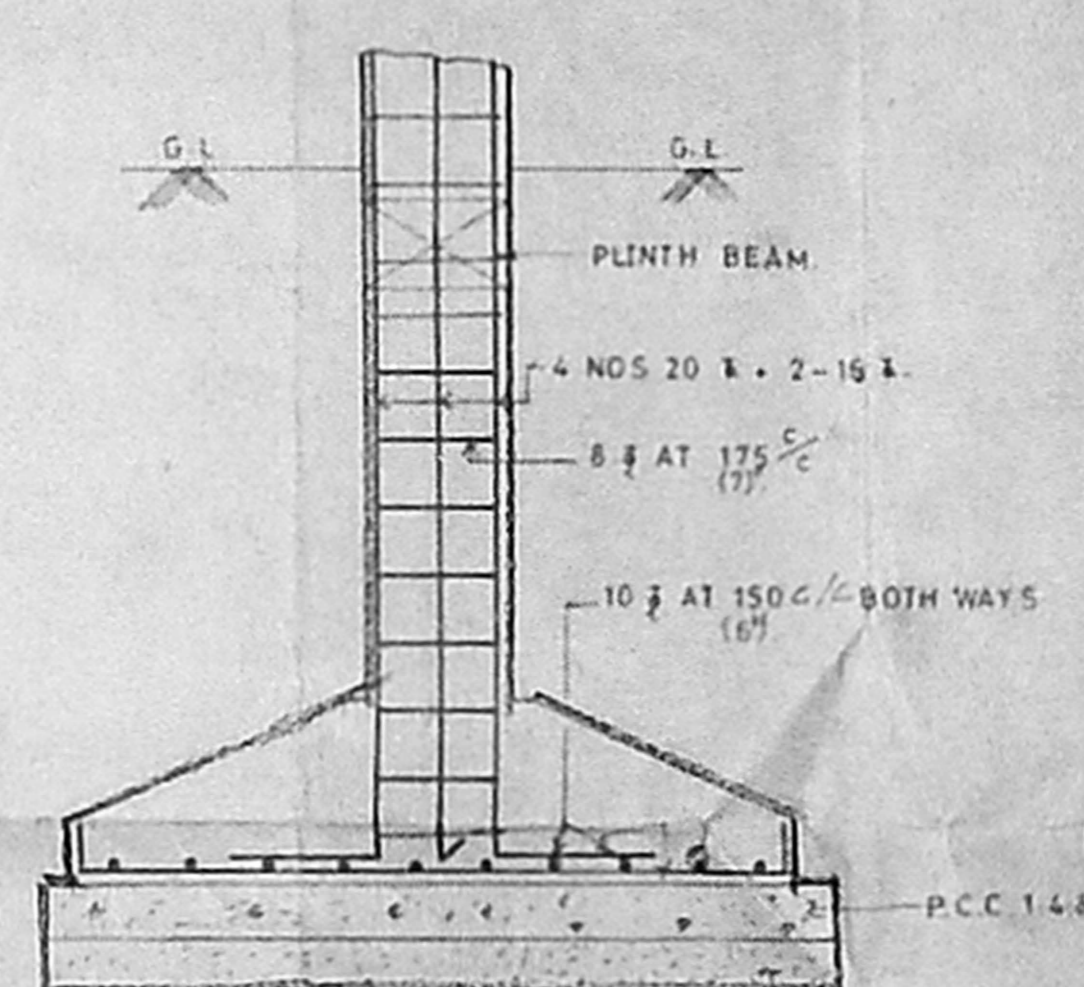 G.L
G.L
PLINTH BEAM.
4 NOS 20 • 2-16
8 AT 175 c/c
(7)"
10 AT 150 c/c BOTH WAYS
(6")
P.C.C 1:4:8